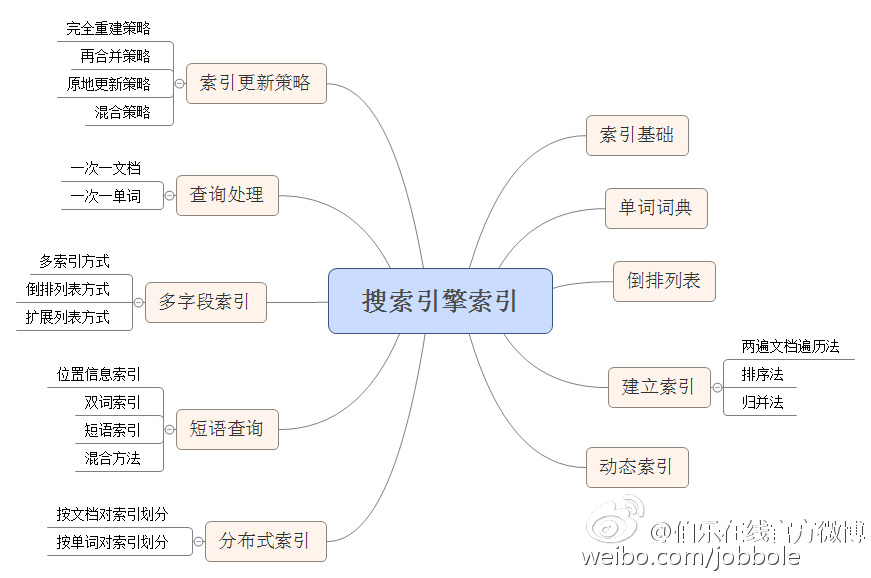 搜索引擎索引
索引基础
单词词典
倒排列表
建立索引
两遍文档遍历法
排序法
归并法
动态索引
索引更新策略
完全重建策略
再合并策略
原地更新策略
混合策略
查询处理
一次一文档
一次一单词
多字段索引
多索引方式
倒排列表方式
扩展列表方式
短语查询
位置信息索引
双词索引
短语索引
混合方法
分布式索引
按文档对索引划分
按单词对索引划分
@伯乐在线官方微博
weibo.com/jobbole